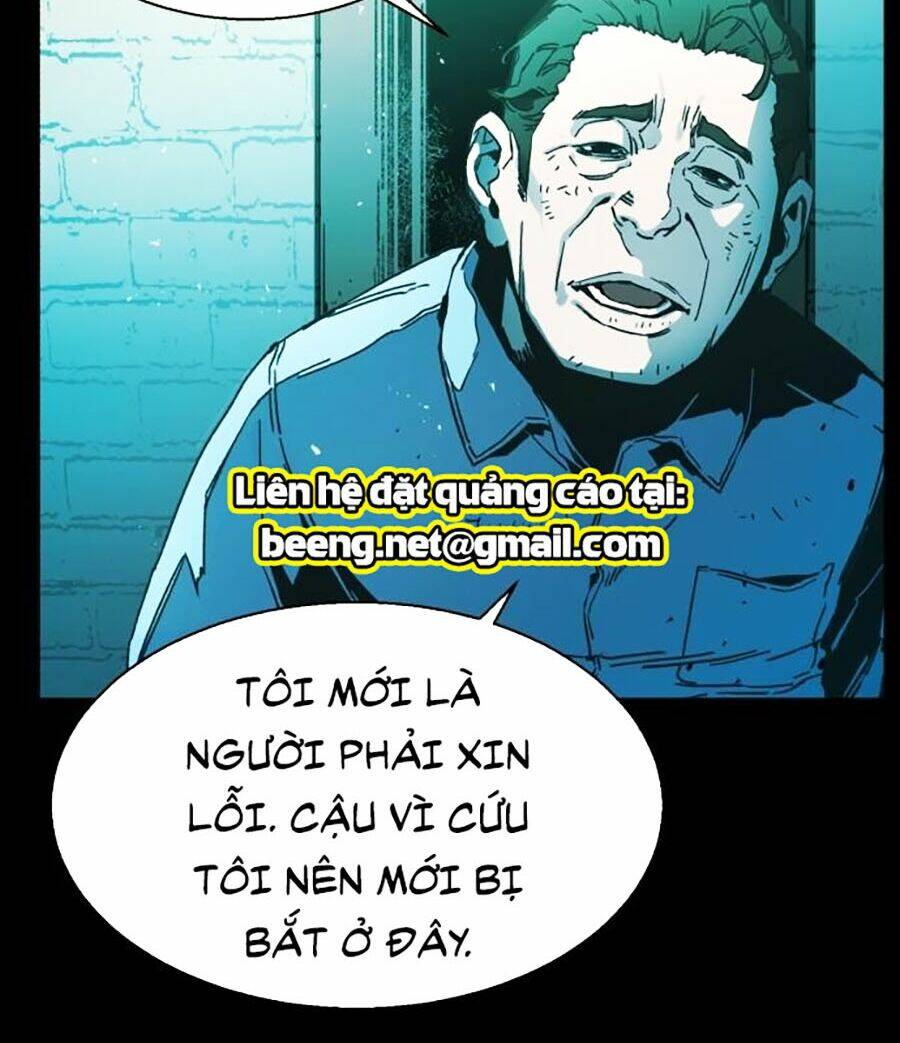 Liên hệ đặt quảng cáo tại:
beeng.net@gmail.com
TÔI MỚI LÀ
NGƯỜI PHẢI XIN
LỖI. CẬU VÌ CỨU
TÔI NÊN MỚI BỊ
BẮT Ở ĐÂY.